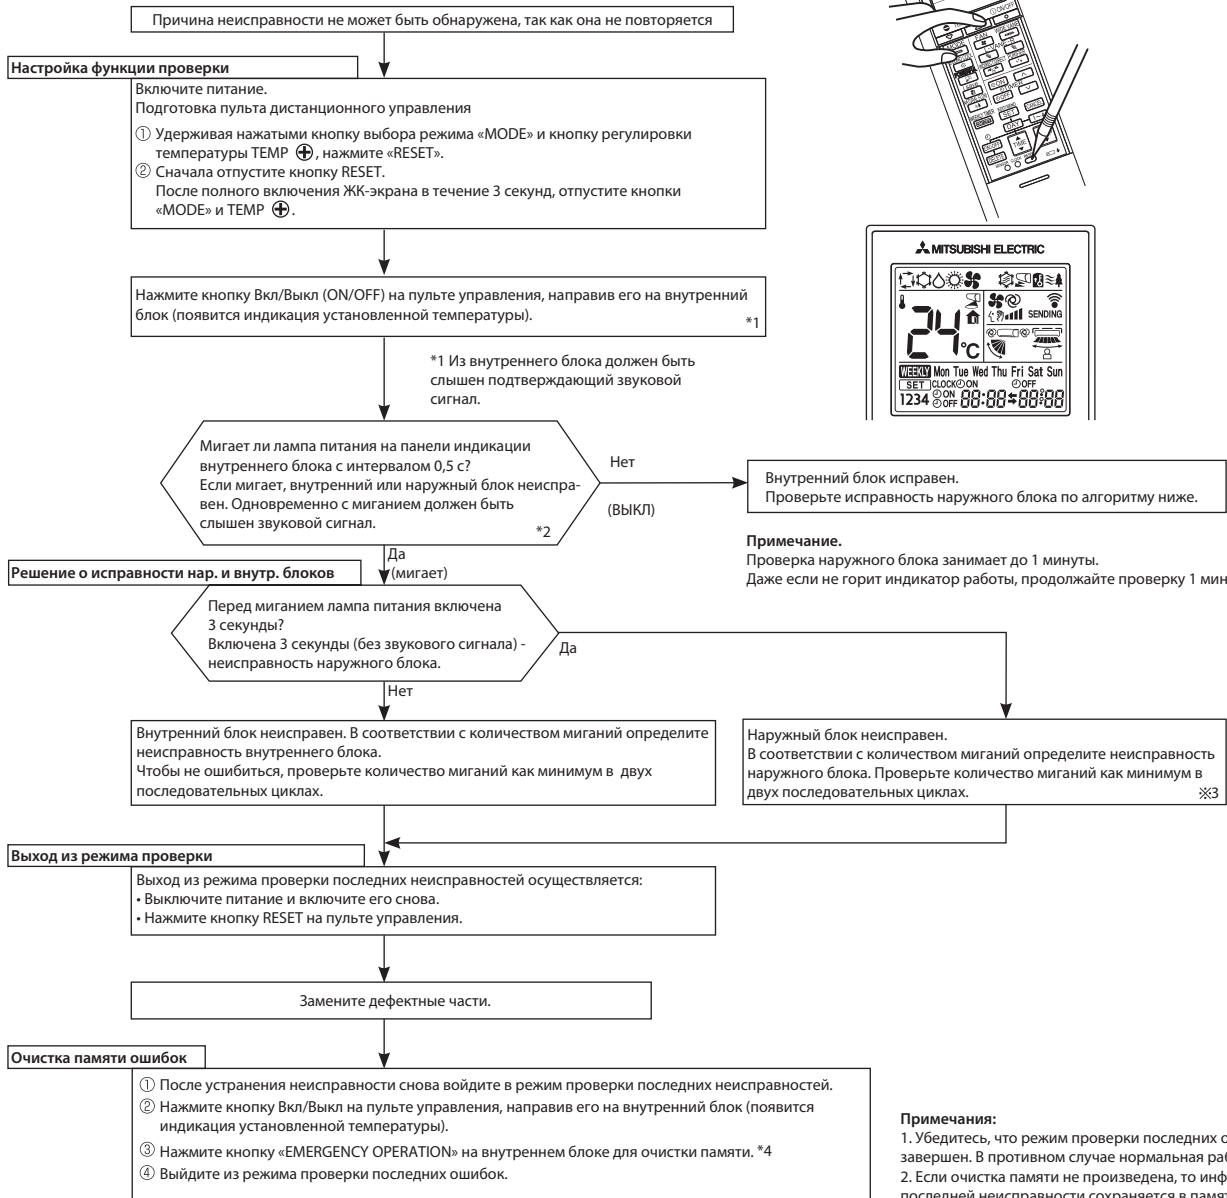 Причина неисправности не может быть обнаружена, так как она не повторяется
Настройка функции проверки
Включите питание.
Подготовка пульта дистанционного управления
① Удерживая нажатыми кнопку выбора режима «MODE» и кнопку регулировки
температуры TEMP ⊕, нажмите «RESET».
② Сначала отпустите кнопку RESET.
После полного включения ЖК-экрана в течение 3 секунд, отпустите кнопки
«MODE» и TEMP ⊕.
MITSUBISHI ELECTRIC
SENDING
24°C
WEEKLY Mon Tue Wed Thu Fri Sat Sun
SET CLOCK ON OFF
1234 ON OFF 88:88 88:88
Нажмите кнопку Вкл/Выкл (ON/OFF) на пульте управления, направив его на внутренний
блок (появится индикация установленной температуры). *1
*1 Из внутреннего блока должен быть
слышен подтверждающий звуковой
сигнал.
Мигает ли лампа питания на панели индикации
внутреннего блока с интервалом 0,5 с?
Если мигает, внутренний или наружный блок неиспра-
вен. Одновременно с миганием должен быть
слышен звуковой сигнал. *2
Нет
(ВЫКЛ)
Внутренний блок исправен.
Проверьте исправность наружного блока по алгоритму ниже.
Примечание.
Проверка наружного блока занимает до 1 минуты.
Даже если не горит индикатор работы, продолжайте проверку 1 мин
Да
(мигает)
Решение о исправности нар. и внутр. блоков
Перед миганием лампа питания включена
3 секунды?
Включена 3 секунды (без звукового сигнала) -
неисправность наружного блока.
Да
Нет
Внутренний блок неисправен. В соответствии с количеством миганий определите
неисправность внутреннего блока.
Чтобы не ошибиться, проверьте количество миганий как минимум в двух
последовательных циклах.
Наружный блок неисправен.
В соответствии с количеством миганий определите неисправность
наружного блока. Проверьте количество миганий как минимум в
двух последовательных циклах. ※3
Выход из режима проверки
Выход из режима проверки последних неисправностей осуществляется:
• Выключите питание и включите его снова.
• Нажмите кнопку RESET на пульте управления.
Замените дефектные части.
Очистка памяти ошибок
① После устранения неисправности снова войдите в режим проверки последних неисправностей.
② Нажмите кнопку Вкл/Выкл на пульте управления, направив его на внутренний блок (появится
индикация установленной температуры).
③ Нажмите кнопку «EMERGENCY OPERATION» на внутреннем блоке для очистки памяти. *4
④ Выйдите из режима проверки последних ошибок.
Примечания:
1. Убедитесь, что режим проверки последних о
завершен. В противном случае нормальная раб
2. Если очистка памяти не произведена, то инф
последней неисправности сохраняется в памят